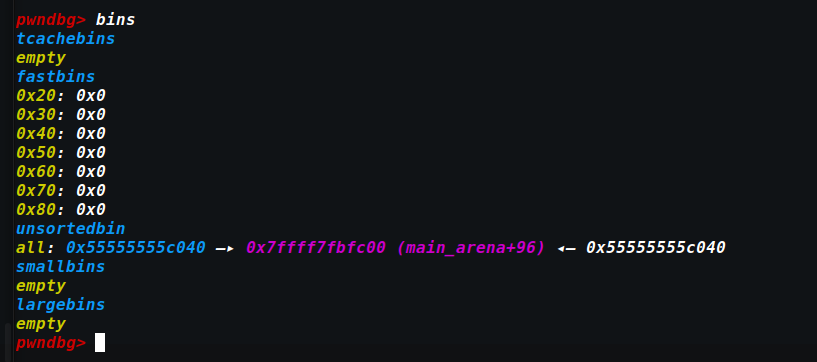 pwndbg> bins
tcachebins
empty
fastbins
0x20: 0x0
0x30: 0x0
0x40: 0x0
0x50: 0x0
0x60: 0x0
0x70: 0x0
0x80: 0x0
unsortedbin
all: 0x55555555c040 —▸ 0x7ffff7fbfc00 (main_arena+96) ◂— 0x55555555c040
smallbins
empty
largebins
empty
pwndbg>